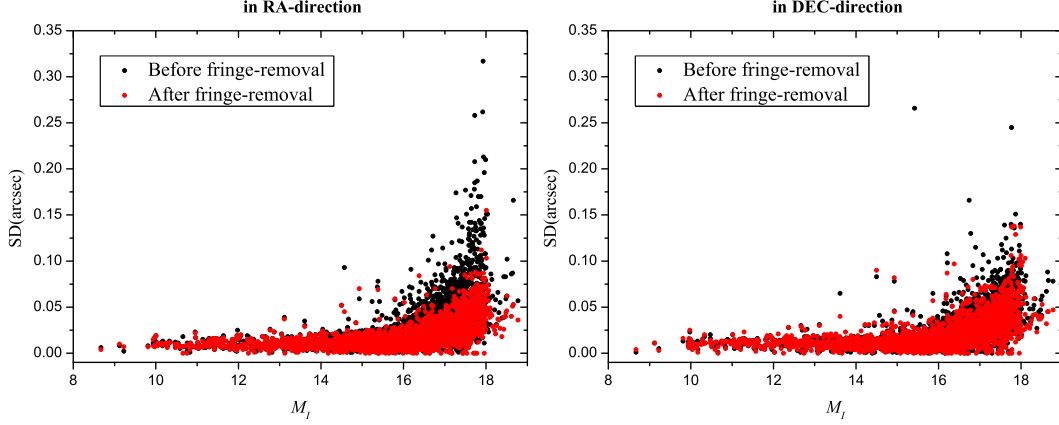 in RA-direction
in DEC-direction
0.35
0.30
0.25
0.20
0.15
0.10
0.05
0.00
SD(arcsec)
Before fringe-removal
After fringe-removal
8
10
12
14
16
18
M_I
0.35
0.30
0.25
0.20
0.15
0.10
0.05
0.00
SD(arcsec)
Before fringe-removal
After fringe-removal
8
10
12
14
16
18
M_I